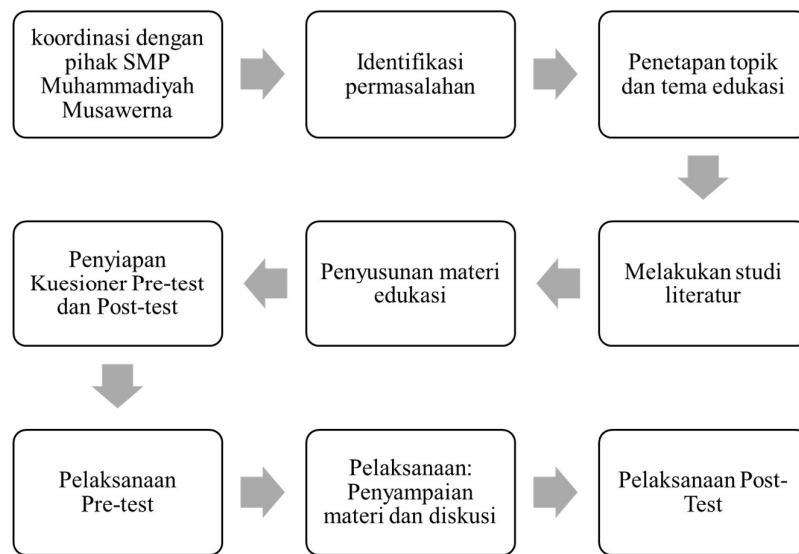 koordinasi dengan
pihak SMP
Muhammadiyah
Musawerna
Identifikasi
permasalahan
Penetapan topik
dan tema edukasi
Melakukan studi
literatur
Penyusunan materi
edukasi
Penyiapan
Kuesioner Pre-test
dan Post-test
Pelaksanaan
Pre-test
Pelaksanaan:
Penyampaian
materi dan diskusi
Pelaksanaan Post-
Test